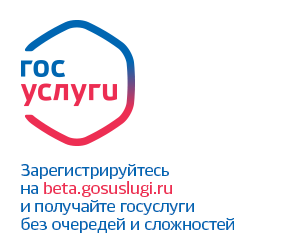 гос
услуги
Зарегистрируйтесь
на beta.gosuslugi.ru
и получайте госуслуги
без очередей и сложностей